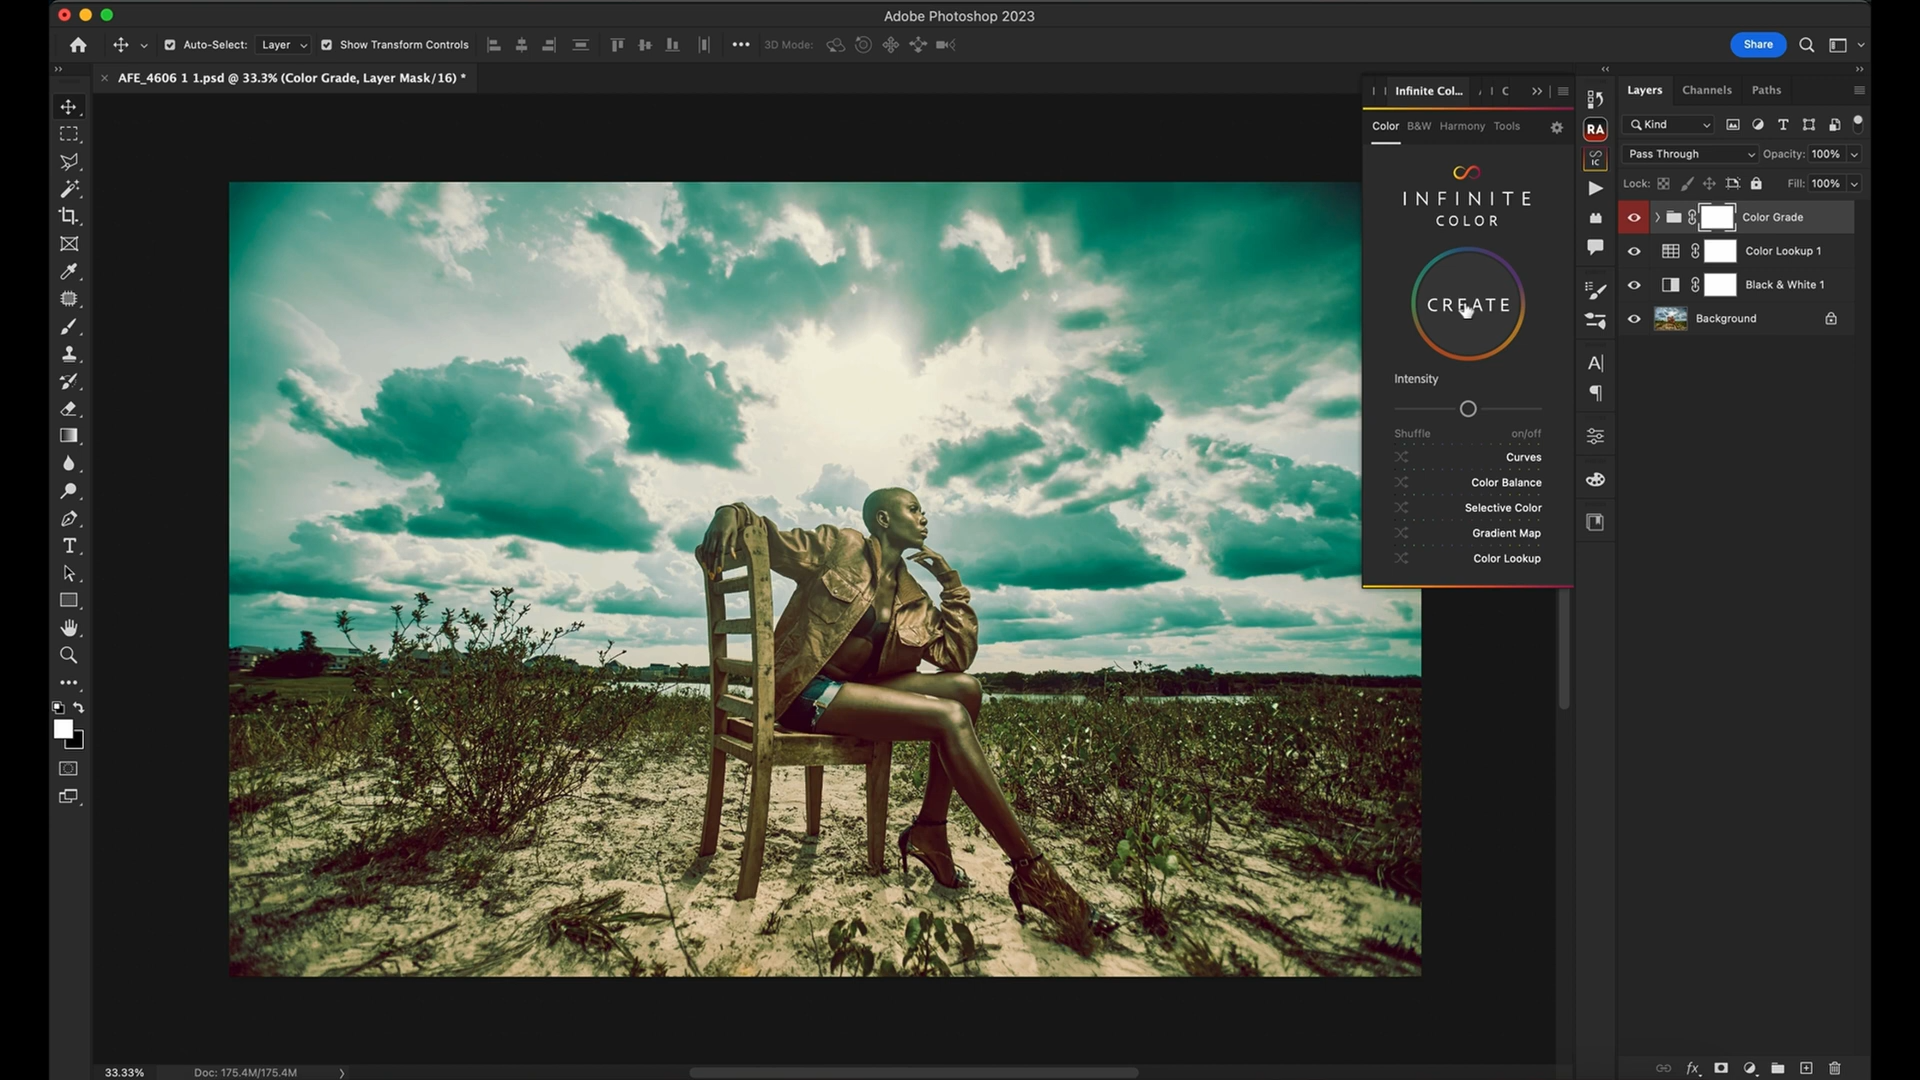 Adobe Photoshop 2023
Auto-Select: Layer Show Transform Controls 3D Mode: Share
AFE_4606 1 1.psd @ 33.3% (Color Grade, Layer Mask/16) *
Infinite Col... C
Color B&W Harmony Tools
INFINITE
COLOR
CREATE
Intensity
Shuffle on/off
Curves
Color Balance
Selective Color
Gradient Map
Color Lookup
RA
IC
Layers Channels Paths
Kind
Pass Through Opacity: 100%
Lock: Fill: 100%
Color Grade
Color Lookup 1
Black & White 1
Background
33.33% Doc: 175.4M/175.4M